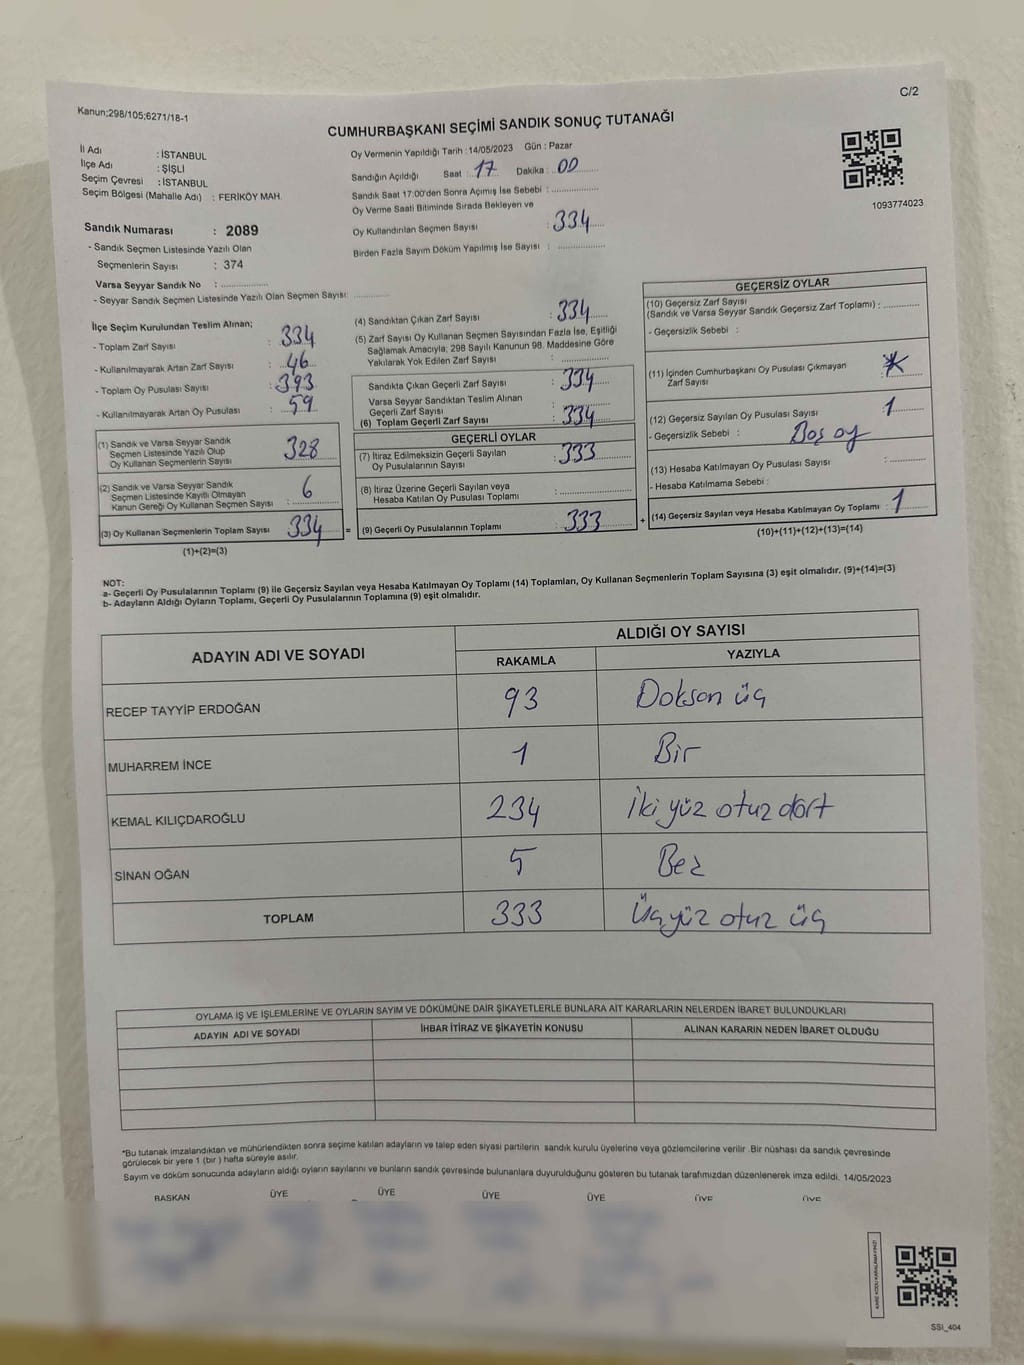 Kanun;298/105;6271/18-1
C/2
CUMHURBAŞKANI SEÇİMİ SANDIK SONUÇ TUTANAĞI
İl Adı : İSTANBUL
İlçe Adı : ŞİŞLİ
Seçim Çevresi : İSTANBUL
Seçim Bölgesi (Mahalle Adı) : FERİKÖY MAH.
Sandık Numarası : 2089
- Sandık Seçmen Listesinde Yazılı Olan
Seçmenlerin Sayısı : 374
Varsa Seyyar Sandık No : ....................
- Seyyar Sandık Seçmen Listesinde Yazılı Olan Seçmen Sayısı: ............
Oy Vermenin Yapıldığı Tarih : 14/05/2023 Gün : Pazar
Sandığın Açıldığı Saat : 17 Dakika : 00
Sandık Saat 17:00'den Sonra Açımış İse Sebebi : ................
Oy Verme Saati Bitiminde Sırada Bekleyen ve
Oy Kullandırılan Seçmen Sayısı : 334
Birden Fazla Sayım Döküm Yapılmış İse Sayısı : ................
1093774023
İlçe Seçim Kurulundan Teslim Alınan;
- Toplam Zarf Sayısı : 334
- Kullanılmayarak Artan Zarf Sayısı : 46
- Toplam Oy Pusulası Sayısı : 393
- Kullanılmayarak Artan Oy Pusulası : 59
(1) Sandık ve Varsa Seyyar Sandık
Seçmen Listesinde Yazılı Olup
Oy Kullanan Seçmenlerin Sayısı 328
(2) Sandık ve Varsa Seyyar Sandık
Seçmen Listesinde Kayıtlı Olmayan
Kanun Gereği Oy Kullanan Seçmen Sayısı : 6
(3) Oy Kullanan Seçmenlerin Toplam Sayısı 334 =
(1)+(2)=(3)
(4) Sandıktan Çıkan Zarf Sayısı : 334
(5) Zarf Sayısı Oy Kullanan Seçmen Sayısından Fazla İse, Eşitliği
Sağlamak Amacıyla; 298 Sayılı Kanunun 98. Maddesine Göre
Yakılarak Yok Edilen Zarf Sayısı : ............
Sandıkta Çıkan Geçerli Zarf Sayısı : 334
Varsa Seyyar Sandıktan Teslim Alınan
Geçerli Zarf Sayısı : ............
(6) Toplam Geçerli Zarf Sayısı : 334
GEÇERLİ OYLAR
(7) İtiraz Edilmeksizin Geçerli Sayılan
Oy Pusulalarının Sayısı : 333
(8) İtiraz Üzerine Geçerli Sayılan veya
Hesaba Katılan Oy Pusulası Toplamı : ............
(9) Geçerli Oy Pusulalarının Toplamı : 333 +
GEÇERSİZ OYLAR
(10) Geçersiz Zarf Sayısı
(Sandık ve Varsa Seyyar Sandık Geçersiz Zarf Toplamı) : ............
- Geçersizlik Sebebi :
(11) İçinden Cumhurbaşkanı Oy Pusulası Çıkmayan
Zarf Sayısı :
(12) Geçersiz Sayılan Oy Pusulası Sayısı : 1
- Geçersizlik Sebebi : Boş oy
(13) Hesaba Katılmayan Oy Pusulası Sayısı : ............
- Hesaba Katılmama Sebebi :
(14) Geçersiz Sayılan veya Hesaba Katılmayan Oy Toplamı : 1
(10)+(11)+(12)+(13)=(14)
NOT:
a- Geçerli Oy Pusulalarının Toplamı (9) ile Geçersiz Sayılan veya Hesaba Katılmayan Oy Toplamı (14) Toplamları, Oy Kullanan Seçmenlerin Toplam Sayısına (3) eşit olmalıdır. (9)+(14)=(3)
b- Adayların Aldığı Oyların Toplamı, Geçerli Oy Pusulalarının Toplamına (9) eşit olmalıdır.
ADAYIN ADI VE SOYADI
ALDIĞI OY SAYISI
RAKAMLA YAZIYLA
RECEP TAYYİP ERDOĞAN 93 Doksan üç
MUHARREM İNCE 1 Bir
KEMAL KILIÇDAROĞLU 234 İki yüz otuz dört
SİNAN OĞAN 5 Beş
TOPLAM 333 Üçyüz otuz üç
OYLAMA İŞ VE İŞLEMLERİNE VE OYLARIN SAYIM VE DÖKÜMÜNE DAİR ŞİKAYETLERLE BUNLARA AİT KARARLARIN NELERDEN İBARET BULUNDUKLARI
ADAYIN ADI VE SOYADI İHBAR İTİRAZ VE ŞİKAYETİN KONUSU ALINAN KARARIN NEDEN İBARET OLDUĞU
*Bu tutanak imzalandıktan ve mühürlendikten sonra seçime katılan adayların ve talep eden siyasi partilerin sandık kurulu üyelerine veya gözlemcilerine verilir .Bir nüshası da sandık çevresinde
görülecek bir yere 1 (bir ) hafta süreyle asılır.
Sayım ve döküm sonucunda adayların aldığı oyların sayılarını ve bunların sandık çevresinde bulunanlara duyurulduğunu gösteren bu tutanak tarafımızdan düzenlenerek imza edildi. 14/05/2023
BAŞKAN ÜYE ÜYE ÜYE ÜYE ÜYE ÜYE
KARE KODU KARALAMAYINIZ!
SSI_404